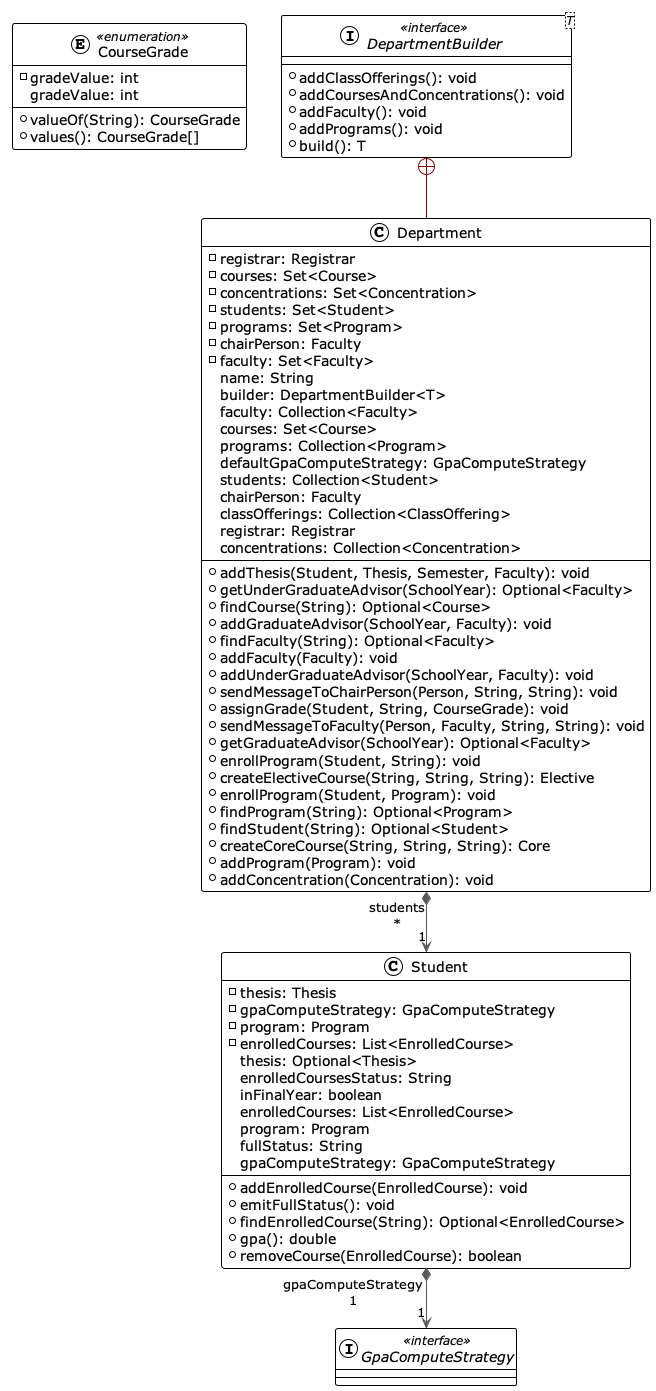 «enumeration»
E
CourseGrade
gradeValue: int
gradeValue: int
valueOf(String): CourseGrade
values(): CourseGrade[]
T
«interface»
I
DepartmentBuilder
addClassOfferings(): void
addCoursesAndConcentrations(): void
addFaculty(): void
addPrograms(): void
build(): T
C Department
registrar: Registrar
courses: Set<Course>
concentrations: Set<Concentration>
students: Set<Student>
programs: Set<Program>
chairPerson: Faculty
faculty: Set<Faculty>
name: String
builder: DepartmentBuilder<T>
faculty: Collection<Faculty>
courses: Set<Course>
programs: Collection<Program>
defaultGpaComputeStrategy: GpaComputeStrategy
students: Collection<Student>
chairPerson: Faculty
classOfferings: Collection<ClassOffering>
registrar: Registrar
concentrations: Collection<Concentration>
addThesis(Student, Thesis, Semester, Faculty): void
getUnderGraduateAdvisor(SchoolYear): Optional<Faculty>
findCourse(String): Optional<Course>
addGraduateAdvisor(SchoolYear, Faculty): void
findFaculty(String): Optional<Faculty>
addFaculty(Faculty): void
addUnderGraduateAdvisor(SchoolYear, Faculty): void
sendMessageToChairPerson(Person, String, String): void
assignGrade(Student, String, CourseGrade): void
sendMessageToFaculty(Person, Faculty, String, String): void
getGraduateAdvisor(SchoolYear): Optional<Faculty>
enrollProgram(Student, String): void
createElectiveCourse(String, String, String): Elective
enrollProgram(Student, Program): void
findProgram(String): Optional<Program>
findStudent(String): Optional<Student>
createCoreCourse(String, String, String): Core
addProgram(Program): void
addConcentration(Concentration): void
students
*
1
C Student
thesis: Thesis
gpaComputeStrategy: GpaComputeStrategy
program: Program
enrolledCourses: List<EnrolledCourse>
thesis: Optional<Thesis>
enrolledCoursesStatus: String
inFinalYear: boolean
enrolledCourses: List<EnrolledCourse>
program: Program
fullStatus: String
gpaComputeStrategy: GpaComputeStrategy
addEnrolledCourse(EnrolledCourse): void
emitFullStatus(): void
findEnrolledCourse(String): Optional<EnrolledCourse>
gpa(): double
removeCourse(EnrolledCourse): boolean
gpaComputeStrategy
1
1
«interface»
I
GpaComputeStrategy